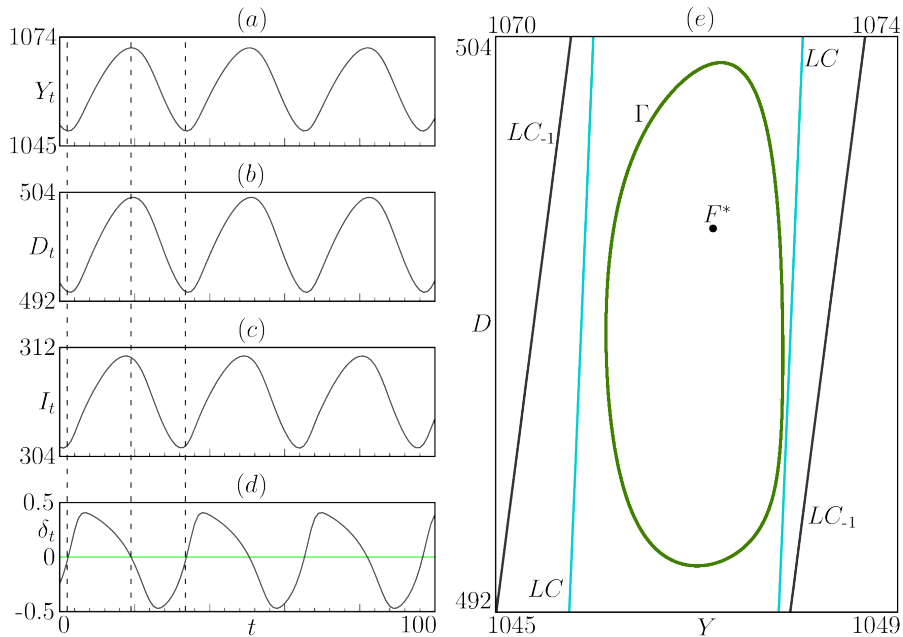 (a)
1074
Y_t
1045
(b)
504
D_t
492
(c)
312
I_t
304
(d)
0.5
δ_t
0
-0.5
0 t 100
(e)
1070 1074
504
LC
Γ
LC_-1
F*
D
LC_-1
LC
492
1045 Y 1049